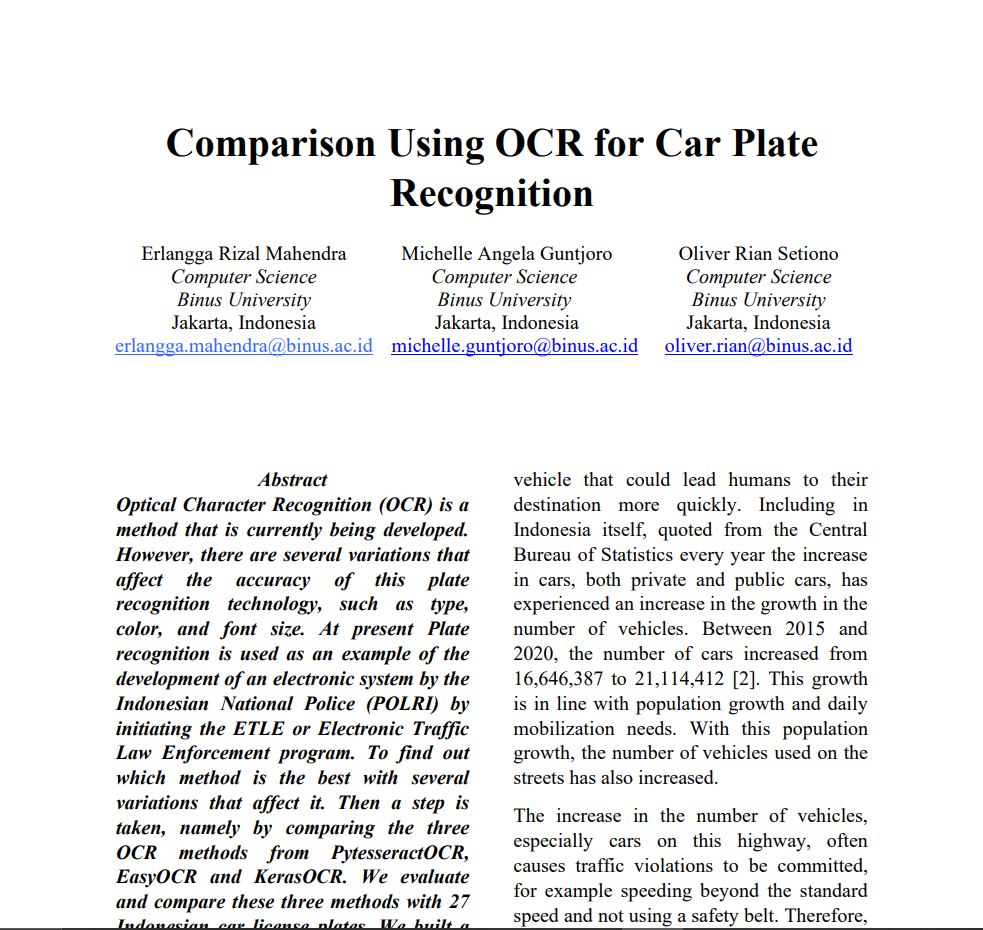 Comparison Using OCR for Car Plate
Recognition
Erlangga Rizal Mahendra
Computer Science
Binus University
Jakarta, Indonesia
erlangga.mahendra@binus.ac.id
Michelle Angela Guntjoro
Computer Science
Binus University
Jakarta, Indonesia
michelle.guntjoro@binus.ac.id
Oliver Rian Setiono
Computer Science
Binus University
Jakarta, Indonesia
oliver.rian@binus.ac.id
Abstract
Optical Character Recognition (OCR) is a
method that is currently being developed.
However, there are several variations that
affect the accuracy of this plate
recognition technology, such as type,
color, and font size. At present Plate
recognition is used as an example of the
development of an electronic system by the
Indonesian National Police (POLRI) by
initiating the ETLE or Electronic Traffic
Law Enforcement program. To find out
which method is the best with several
variations that affect it. Then a step is
taken, namely by comparing the three
OCR methods from PytesseractOCR,
EasyOCR and KerasOCR. We evaluate
and compare these three methods with 27
Indonesian car license plates. We built a
vehicle that could lead humans to their
destination more quickly. Including in
Indonesia itself, quoted from the Central
Bureau of Statistics every year the increase
in cars, both private and public cars, has
experienced an increase in the growth in the
number of vehicles. Between 2015 and
2020, the number of cars increased from
16,646,387 to 21,114,412 [2]. This growth
is in line with population growth and daily
mobilization needs. With this population
growth, the number of vehicles used on the
streets has also increased.
The increase in the number of vehicles,
especially cars on this highway, often
causes traffic violations to be committed,
for example speeding beyond the standard
speed and not using a safety belt. Therefore,